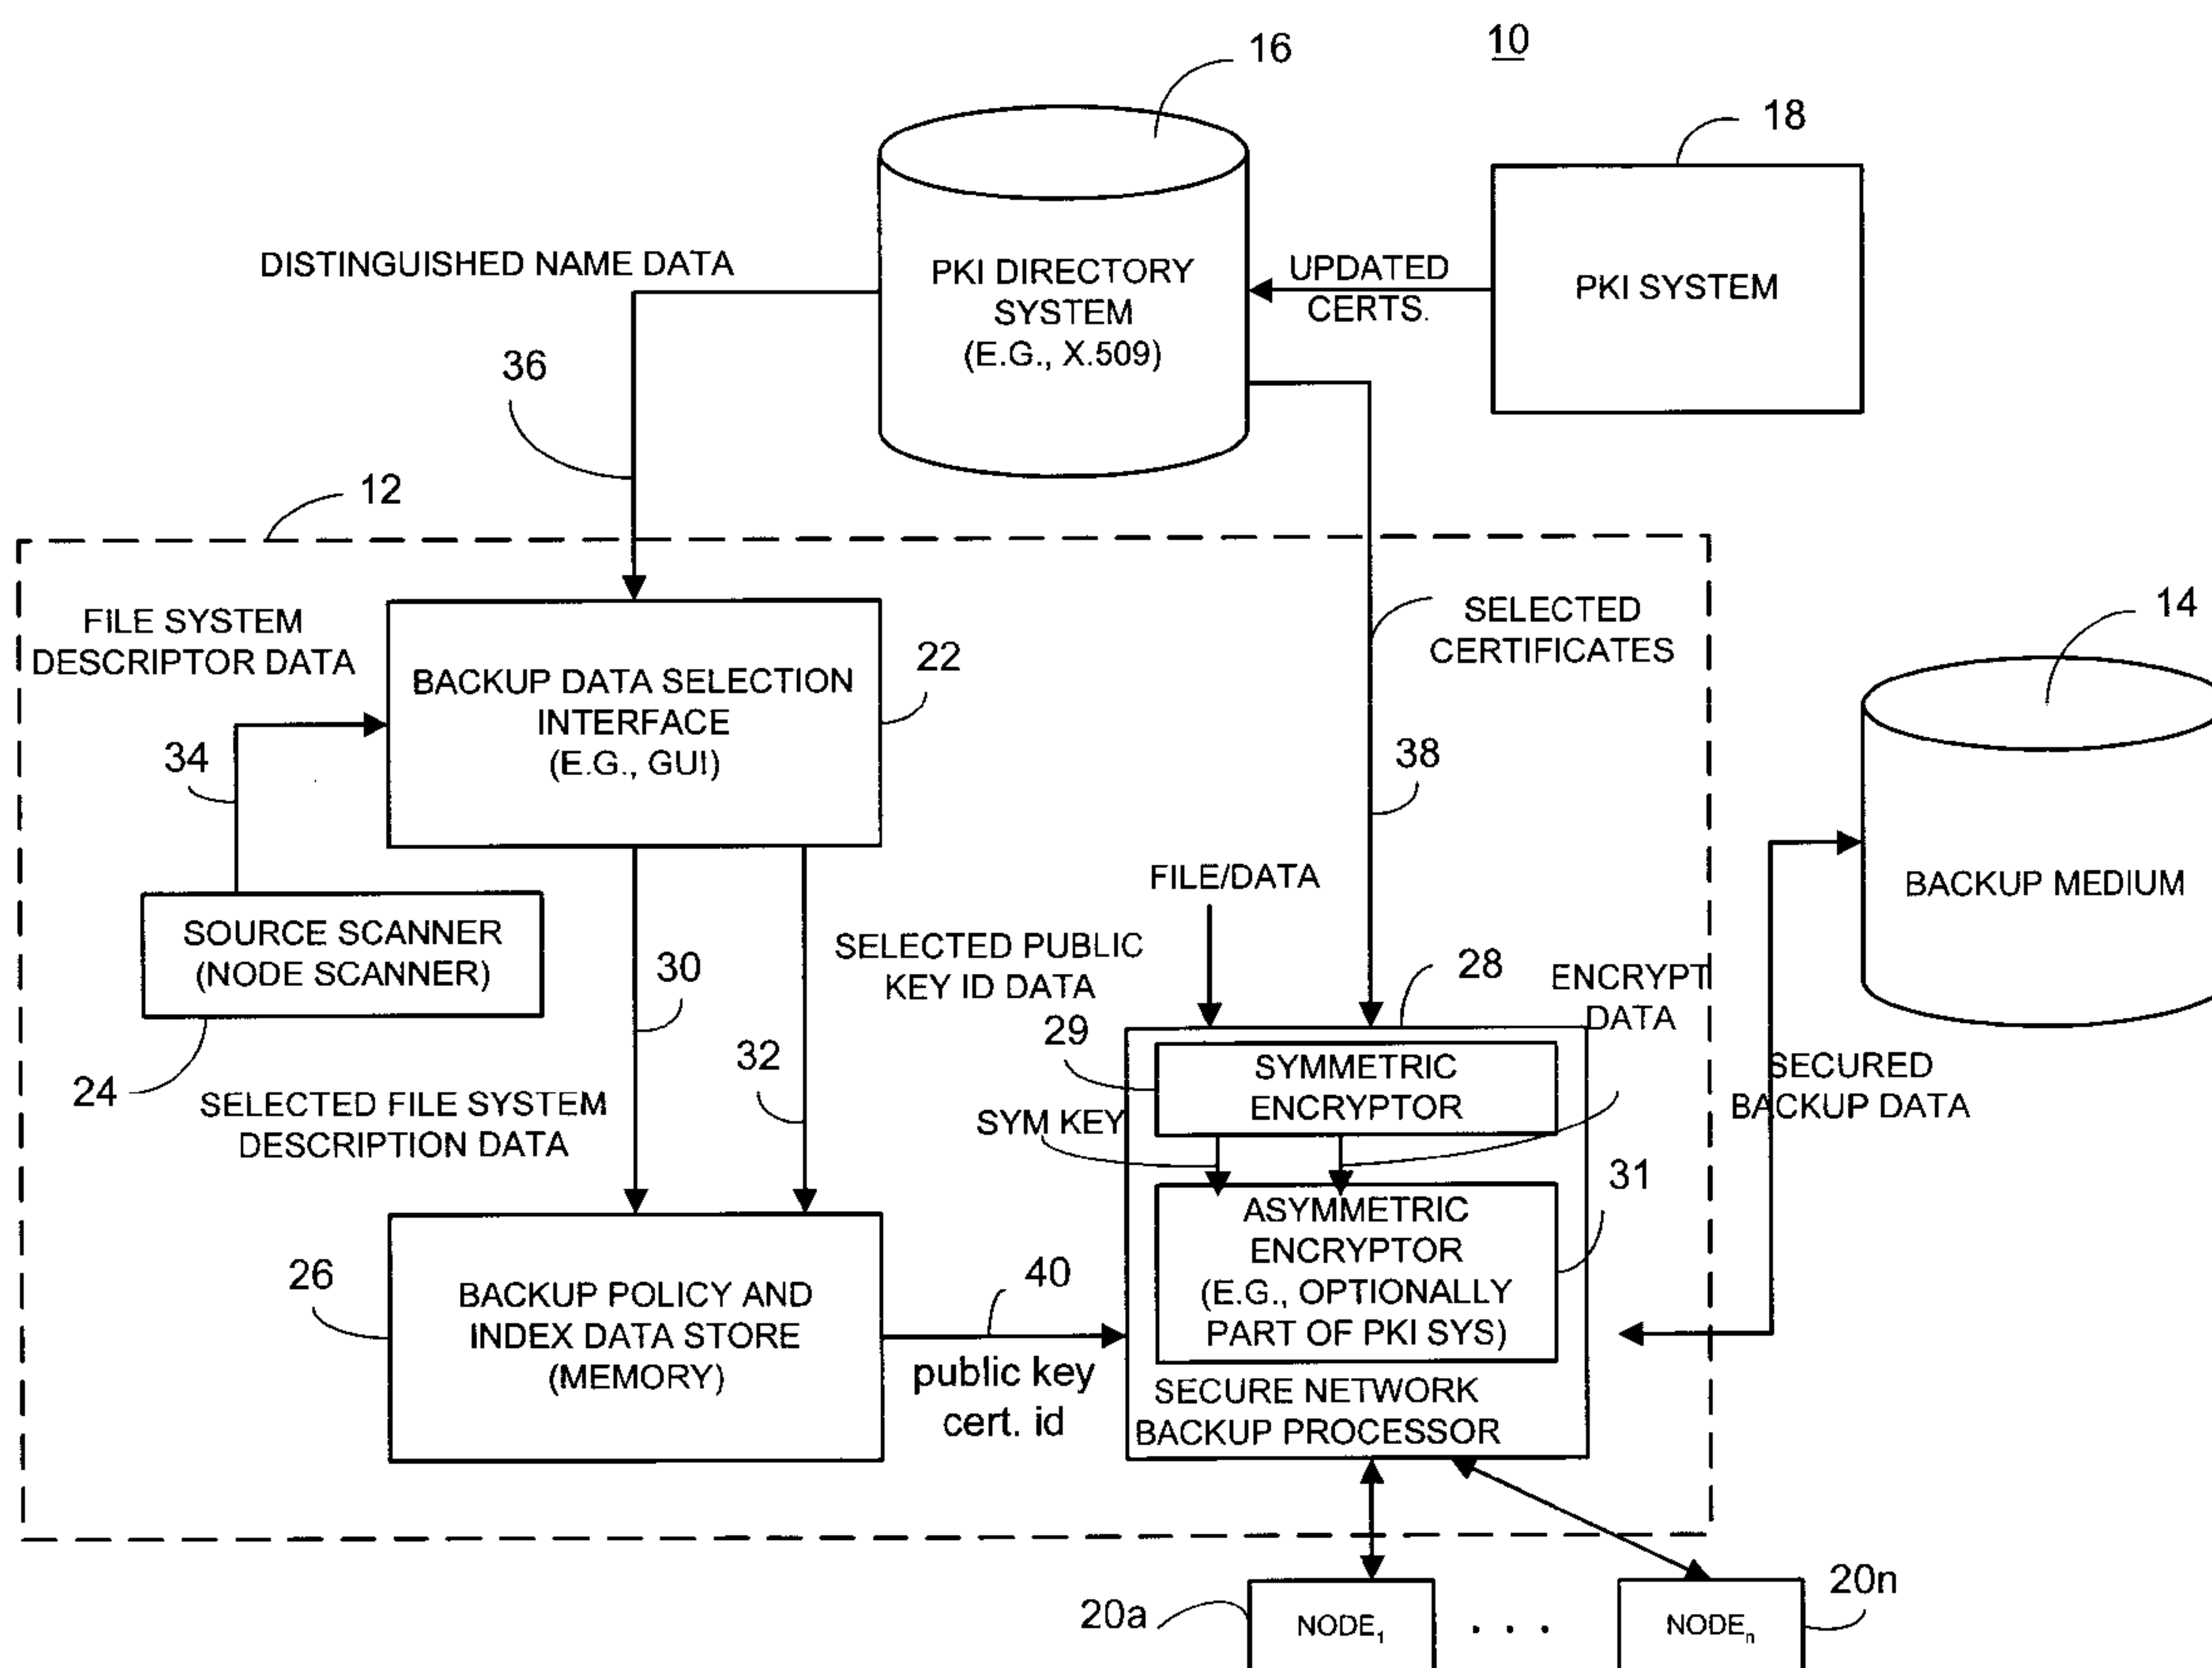 10
16
18
DISTINGUISHED NAME DATA
PKI DIRECTORY
SYSTEM
(E.G., X.509)
UPDATED
CERTS.
PKI SYSTEM
36
12
FILE SYSTEM
DESCRIPTOR DATA
BACKUP DATA SELECTION
INTERFACE
(E.G., GUI)
22
SELECTED
CERTIFICATES
14
34
38
SOURCE SCANNER
(NODE SCANNER)
24
FILE/DATA
BACKUP MEDIUM
30
SELECTED PUBLIC
KEY ID DATA
28
ENCRYPT
DATA
29
32
SYMMETRIC
ENCRYPTOR
SECURED
BACKUP DATA
SELECTED FILE SYSTEM
DESCRIPTION DATA
SYM KEY
31
ASYMMETRIC
ENCRYPTOR
(E.G., OPTIONALLY
PART OF PKI SYS)
26
BACKUP POLICY AND
INDEX DATA STORE
(MEMORY)
40
public key
cert. id
SECURE NETWORK
BACKUP PROCESSOR
20a
NODE₁
. . .
NODEₙ
20n